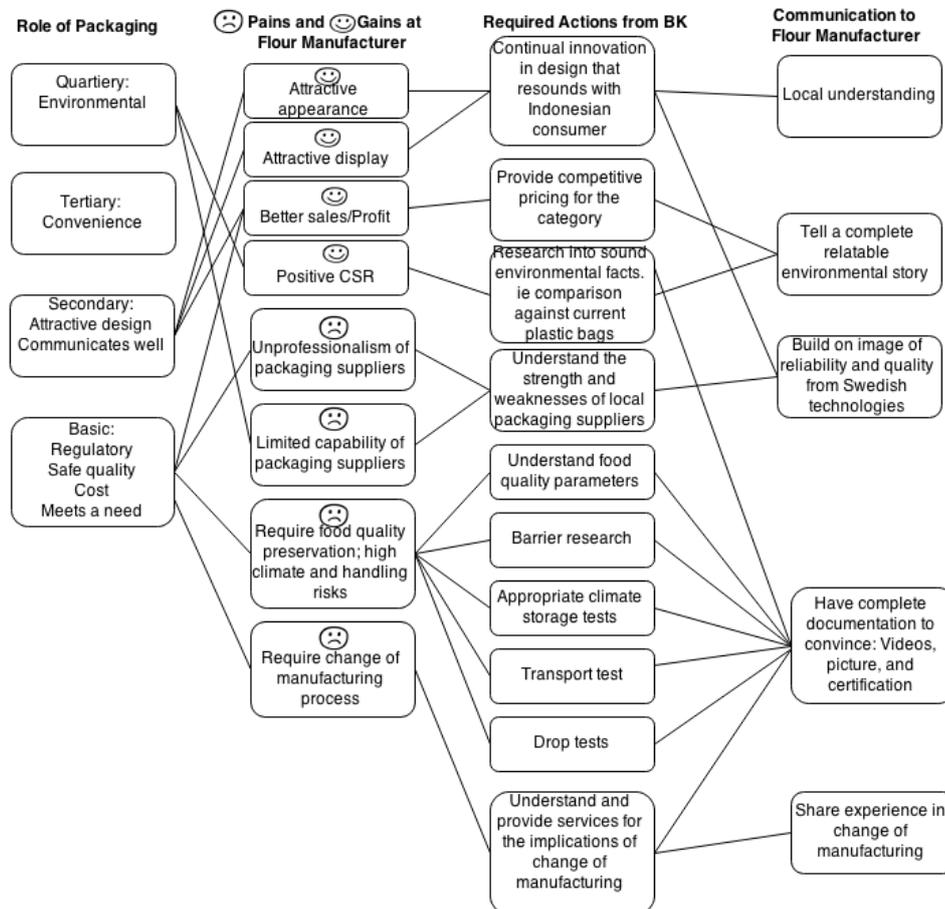 Role of Packaging
Quartiery:
Environmental
Tertiary:
Convenience
Secondary:
Attractive design
Communicates well
Basic:
Regulatory
Safe quality
Cost
Meets a need
Pains and Gains at
Flour Manufacturer
Attractive
appearance
Attractive display
Better sales/Profit
Positive CSR
Unprofessionalism of
packaging suppliers
Limited capability of
packaging suppliers
Require food quality
preservation; high
climate and handling
risks
Require change of
manufacturing
process
Required Actions from BK
Continual innovation
in design that
resounds with
Indonesian
consumer
Provide competitive
pricing for the
category
Research into sound
environmental facts.
ie comparison
against current
plastic bags
Understand the
strength and
weaknesses of local
packaging suppliers
Understand food
quality parameters
Barrier research
Appropriate climate
storage tests
Transport test
Drop tests
Understand and
provide services for
the implications of
change of
manufacturing
Communication to
Flour Manufacturer
Local understanding
Tell a complete
relatable
environmental story
Build on image of
reliability and quality
from Swedish
technologies
Have complete
documentation to
convince: Videos,
picture, and
certification
Share experience in
change of
manufacturing